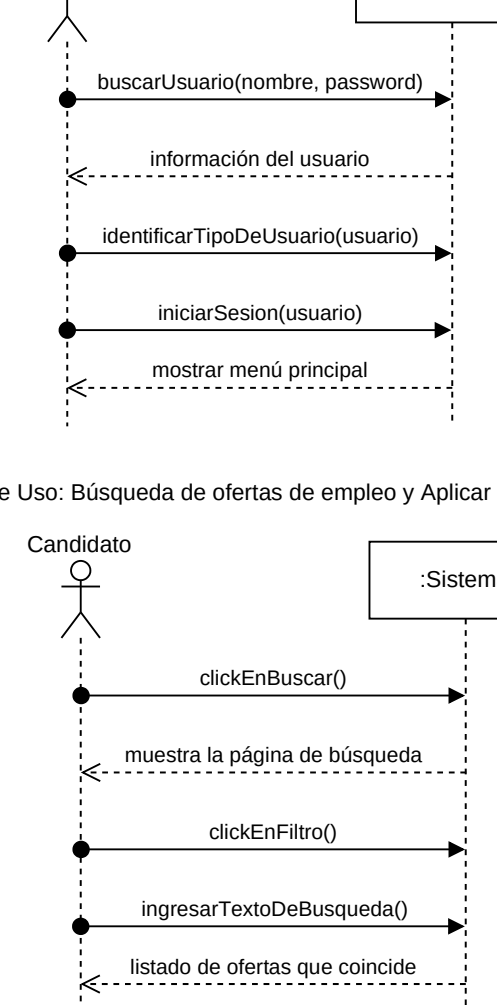 buscarUsuario(nombre, password)
información del usuario
identificarTipoDeUsuario(usuario)
iniciarSesion(usuario)
mostrar menú principal
e Uso: Búsqueda de ofertas de empleo y Aplicar
Candidato
:Sistem
clickEnBuscar()
muestra la página de búsqueda
clickEnFiltro()
ingresarTextoDeBusqueda()
listado de ofertas que coincide